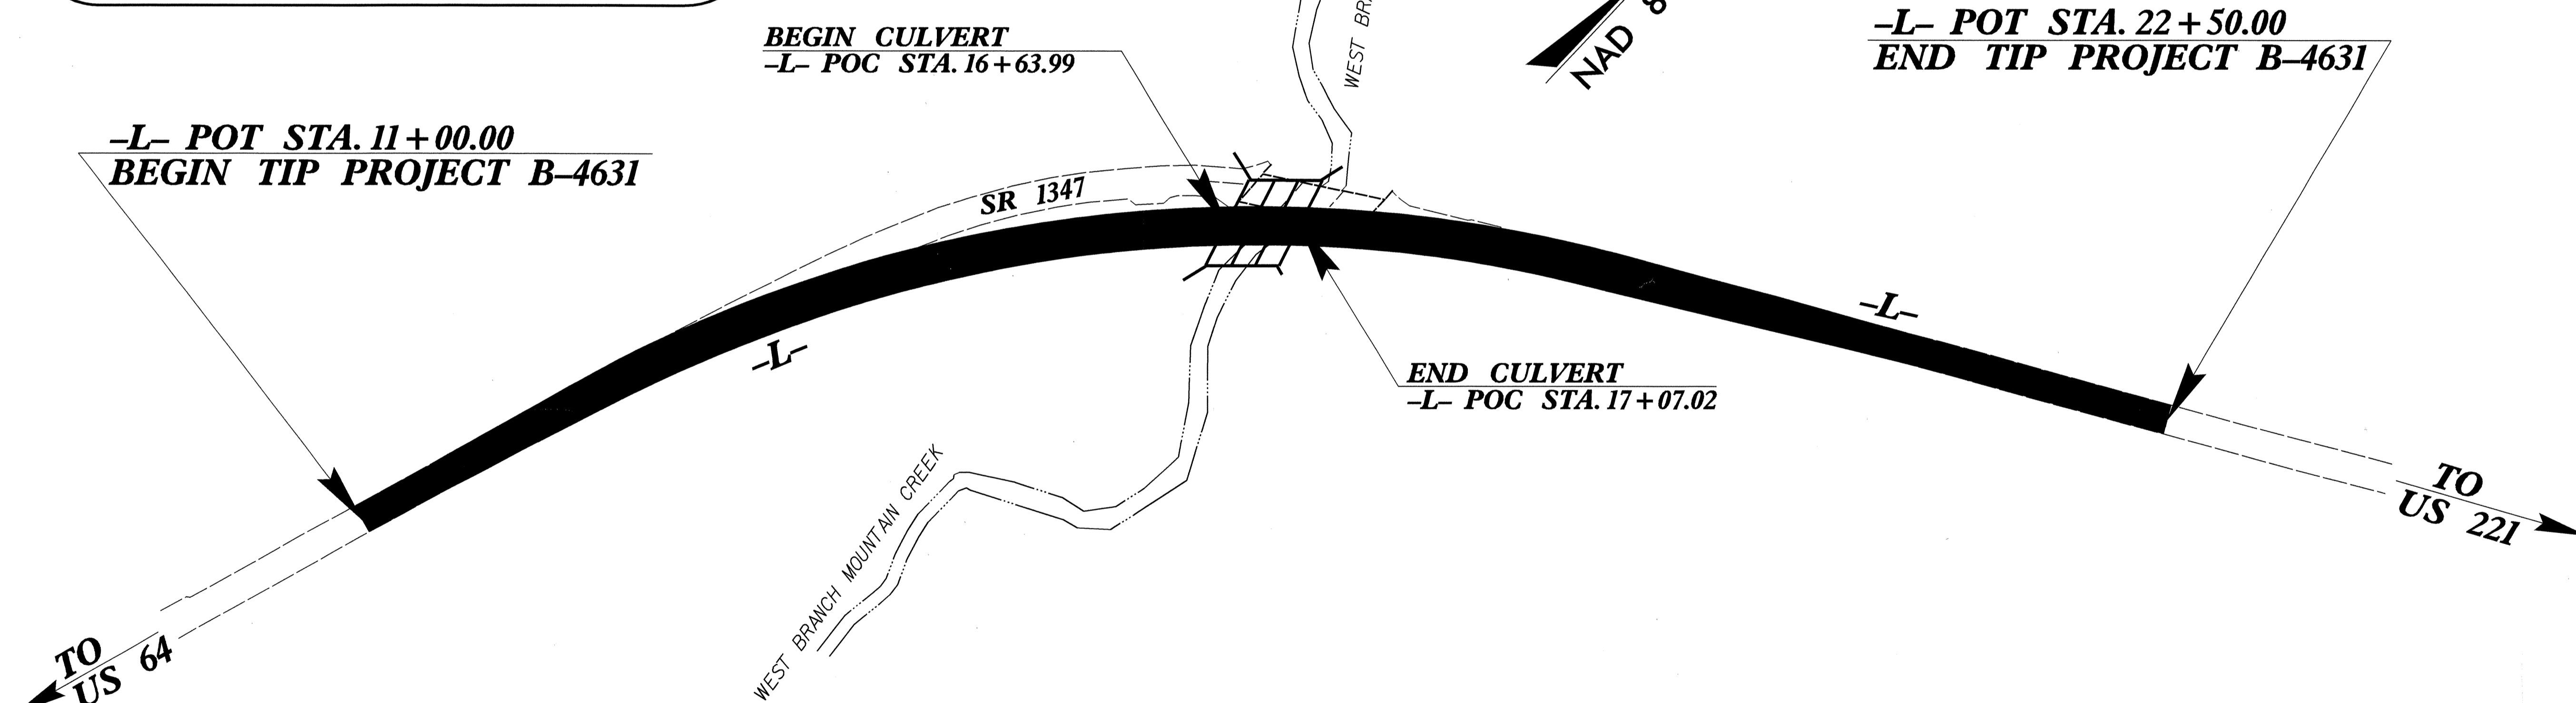 BEGIN CULVERT
–L– POC STA. 16+63.99
WEST
NAD
–L– POT STA. 22+50.00
END TIP PROJECT B–4631
–L– POT STA. 11+00.00
BEGIN TIP PROJECT B–4631
SR 1347
–L–
–L–
END CULVERT
–L– POC STA. 17+07.02
WEST BRANCH MOUNTAIN CREEK
TO
US 64
TO
US 221